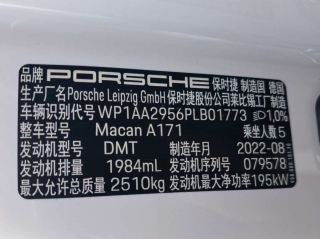 品牌 PORSCHE 保时捷 制造国 德国
生产厂名 Porsche Leipzig GmbH 保时捷股份公司莱比锡工厂制造
车辆识别代号 WP1AA2956PLB01773 1,0%
整车型号 Macan A171 乘坐人数 5
发动机型号 DMT 制造年月 2022-08
发动机排量 1984mL 发动机序列号 079578
最大允许总质量 2510kg 发动机最大净功率 195kW